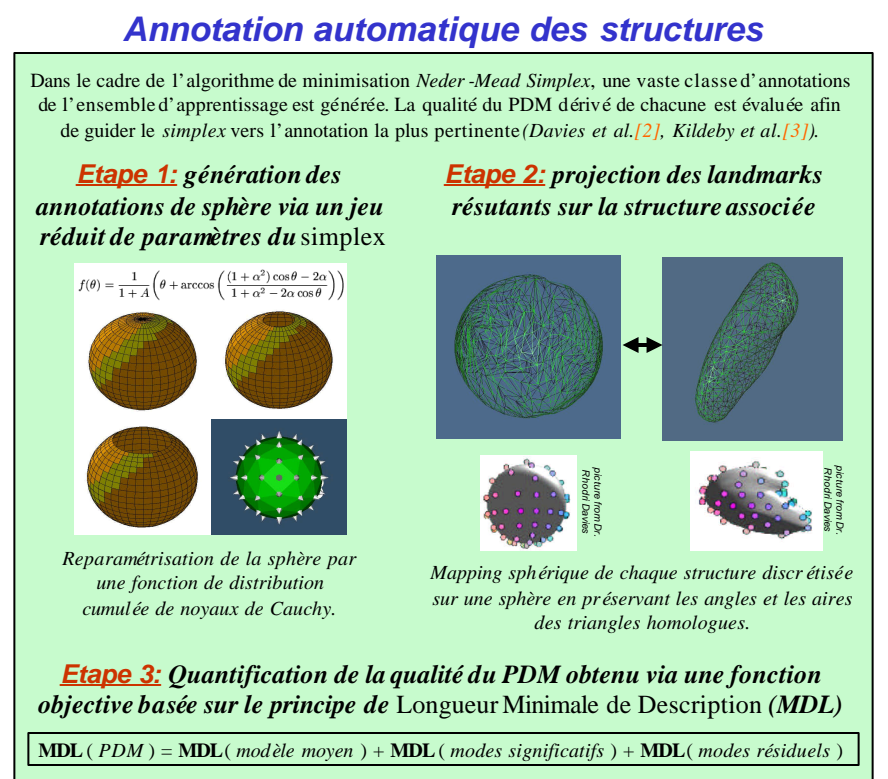 Annotation automatique des structures
Dans le cadre de l'algorithme de minimisation Neder-Mead Simplex, une vaste classe d'annotations
de l'ensemble d'apprentissage est générée. La qualité du PDM dérivé de chacune est évaluée afin
de guider le simplex vers l'annotation la plus pertinente (Davies et al.[2], Kildeby et al.[3]).
Etape 1: génération des
annotations de sphère via un jeu
réduit de paramètres du simplex
f(θ) = 1/(1 + A) (θ + arccos (((1 + α²) cos θ − 2α)/(1 + α² − 2α cos θ)))
Reparamétrisation de la sphère par
une fonction de distribution
cumulée de noyaux de Cauchy.
Etape 2: projection des landmarks
résutants sur la structure associée
picture from Dr.
Rhodri Davies
picture from Dr.
Rhodri Davies
Mapping sphérique de chaque structure discrétisée
sur une sphère en préservant les angles et les aires
des triangles homologues.
Etape 3: Quantification de la qualité du PDM obtenu via une fonction
objective basée sur le principe de Longueur Minimale de Description (MDL)
MDL( PDM ) = MDL( modèle moyen ) + MDL( modes significatifs ) + MDL( modes résiduels )